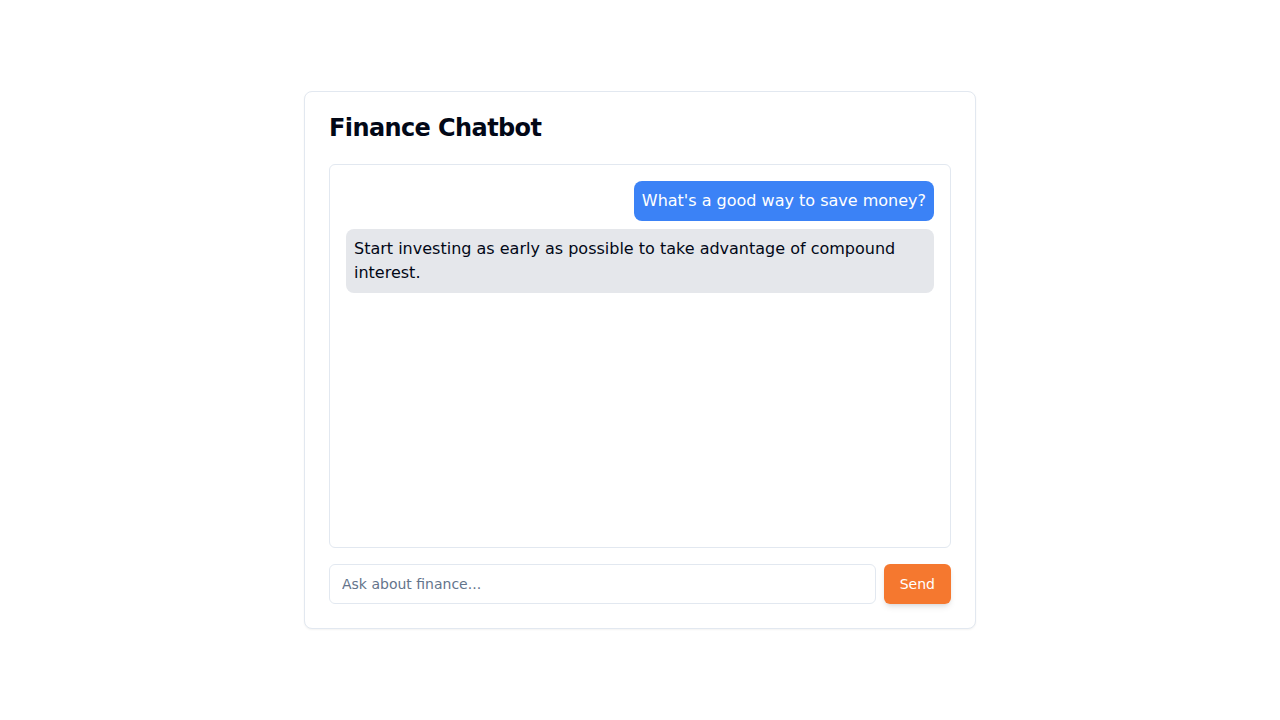 Finance Chatbot
What's a good way to save money?
Start investing as early as possible to take advantage of compound
interest.
Ask about finance...
Send